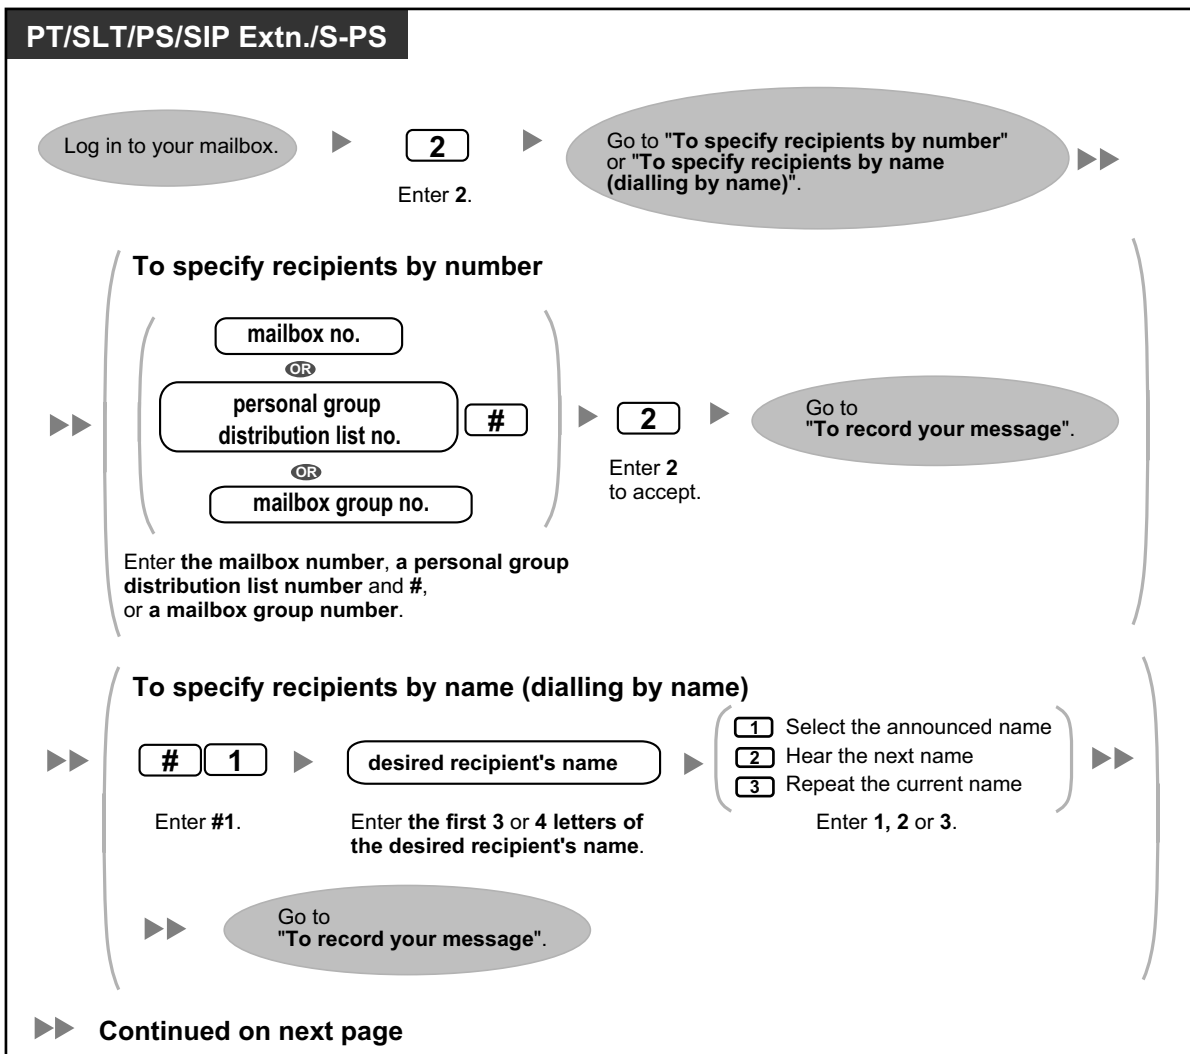 PT/SLT/PS/SIP Extn./S-PS
Log in to your mailbox.
2
Enter 2.
Go to "To specify recipients by number"
or "To specify recipients by name
(dialling by name)".
To specify recipients by number
mailbox no.
OR
personal group
distribution list no.
#
OR
mailbox group no.
Enter the mailbox number, a personal group
distribution list number and #,
or a mailbox group number.
2
Enter 2
to accept.
Go to
"To record your message".
To specify recipients by name (dialling by name)
# 1
Enter #1.
desired recipient's name
Enter the first 3 or 4 letters of
the desired recipient's name.
1 Select the announced name
2 Hear the next name
3 Repeat the current name
Enter 1, 2 or 3.
Go to
"To record your message".
Continued on next page